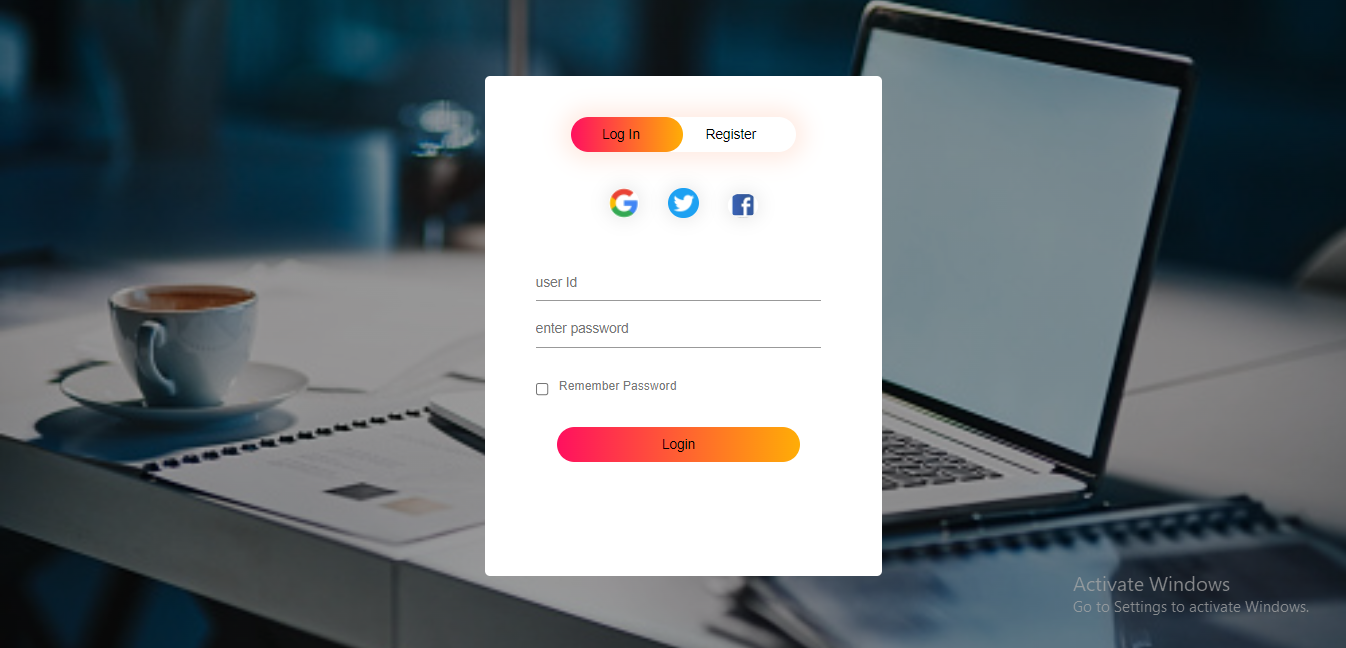 Log In Register
user Id
enter password
Remember Password
Login
Activate Windows
Go to Settings to activate Windows.